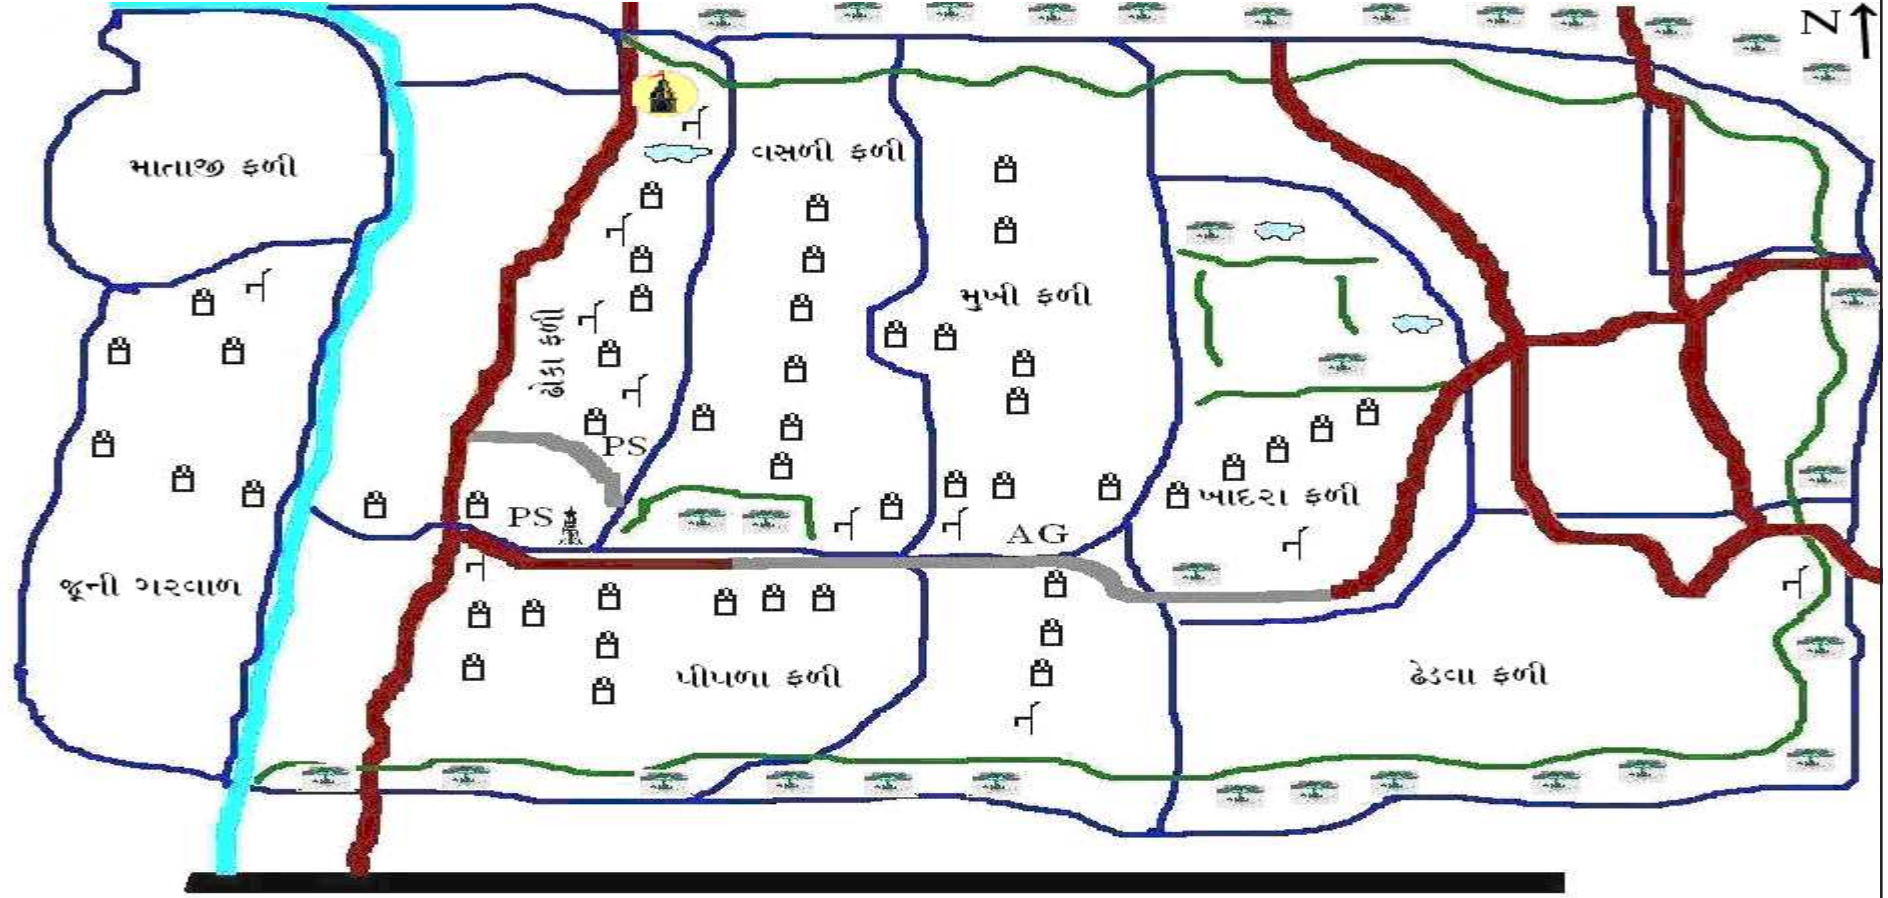 N
માતાજી ફળી
વસળી ફળી
મુખી ફળી
ઢોકા ફળી
PS
ખાદરા ફળી
PS
AG
જૂની ગરવાળ
પીપળા ફળી
ઢેડવા ફળી